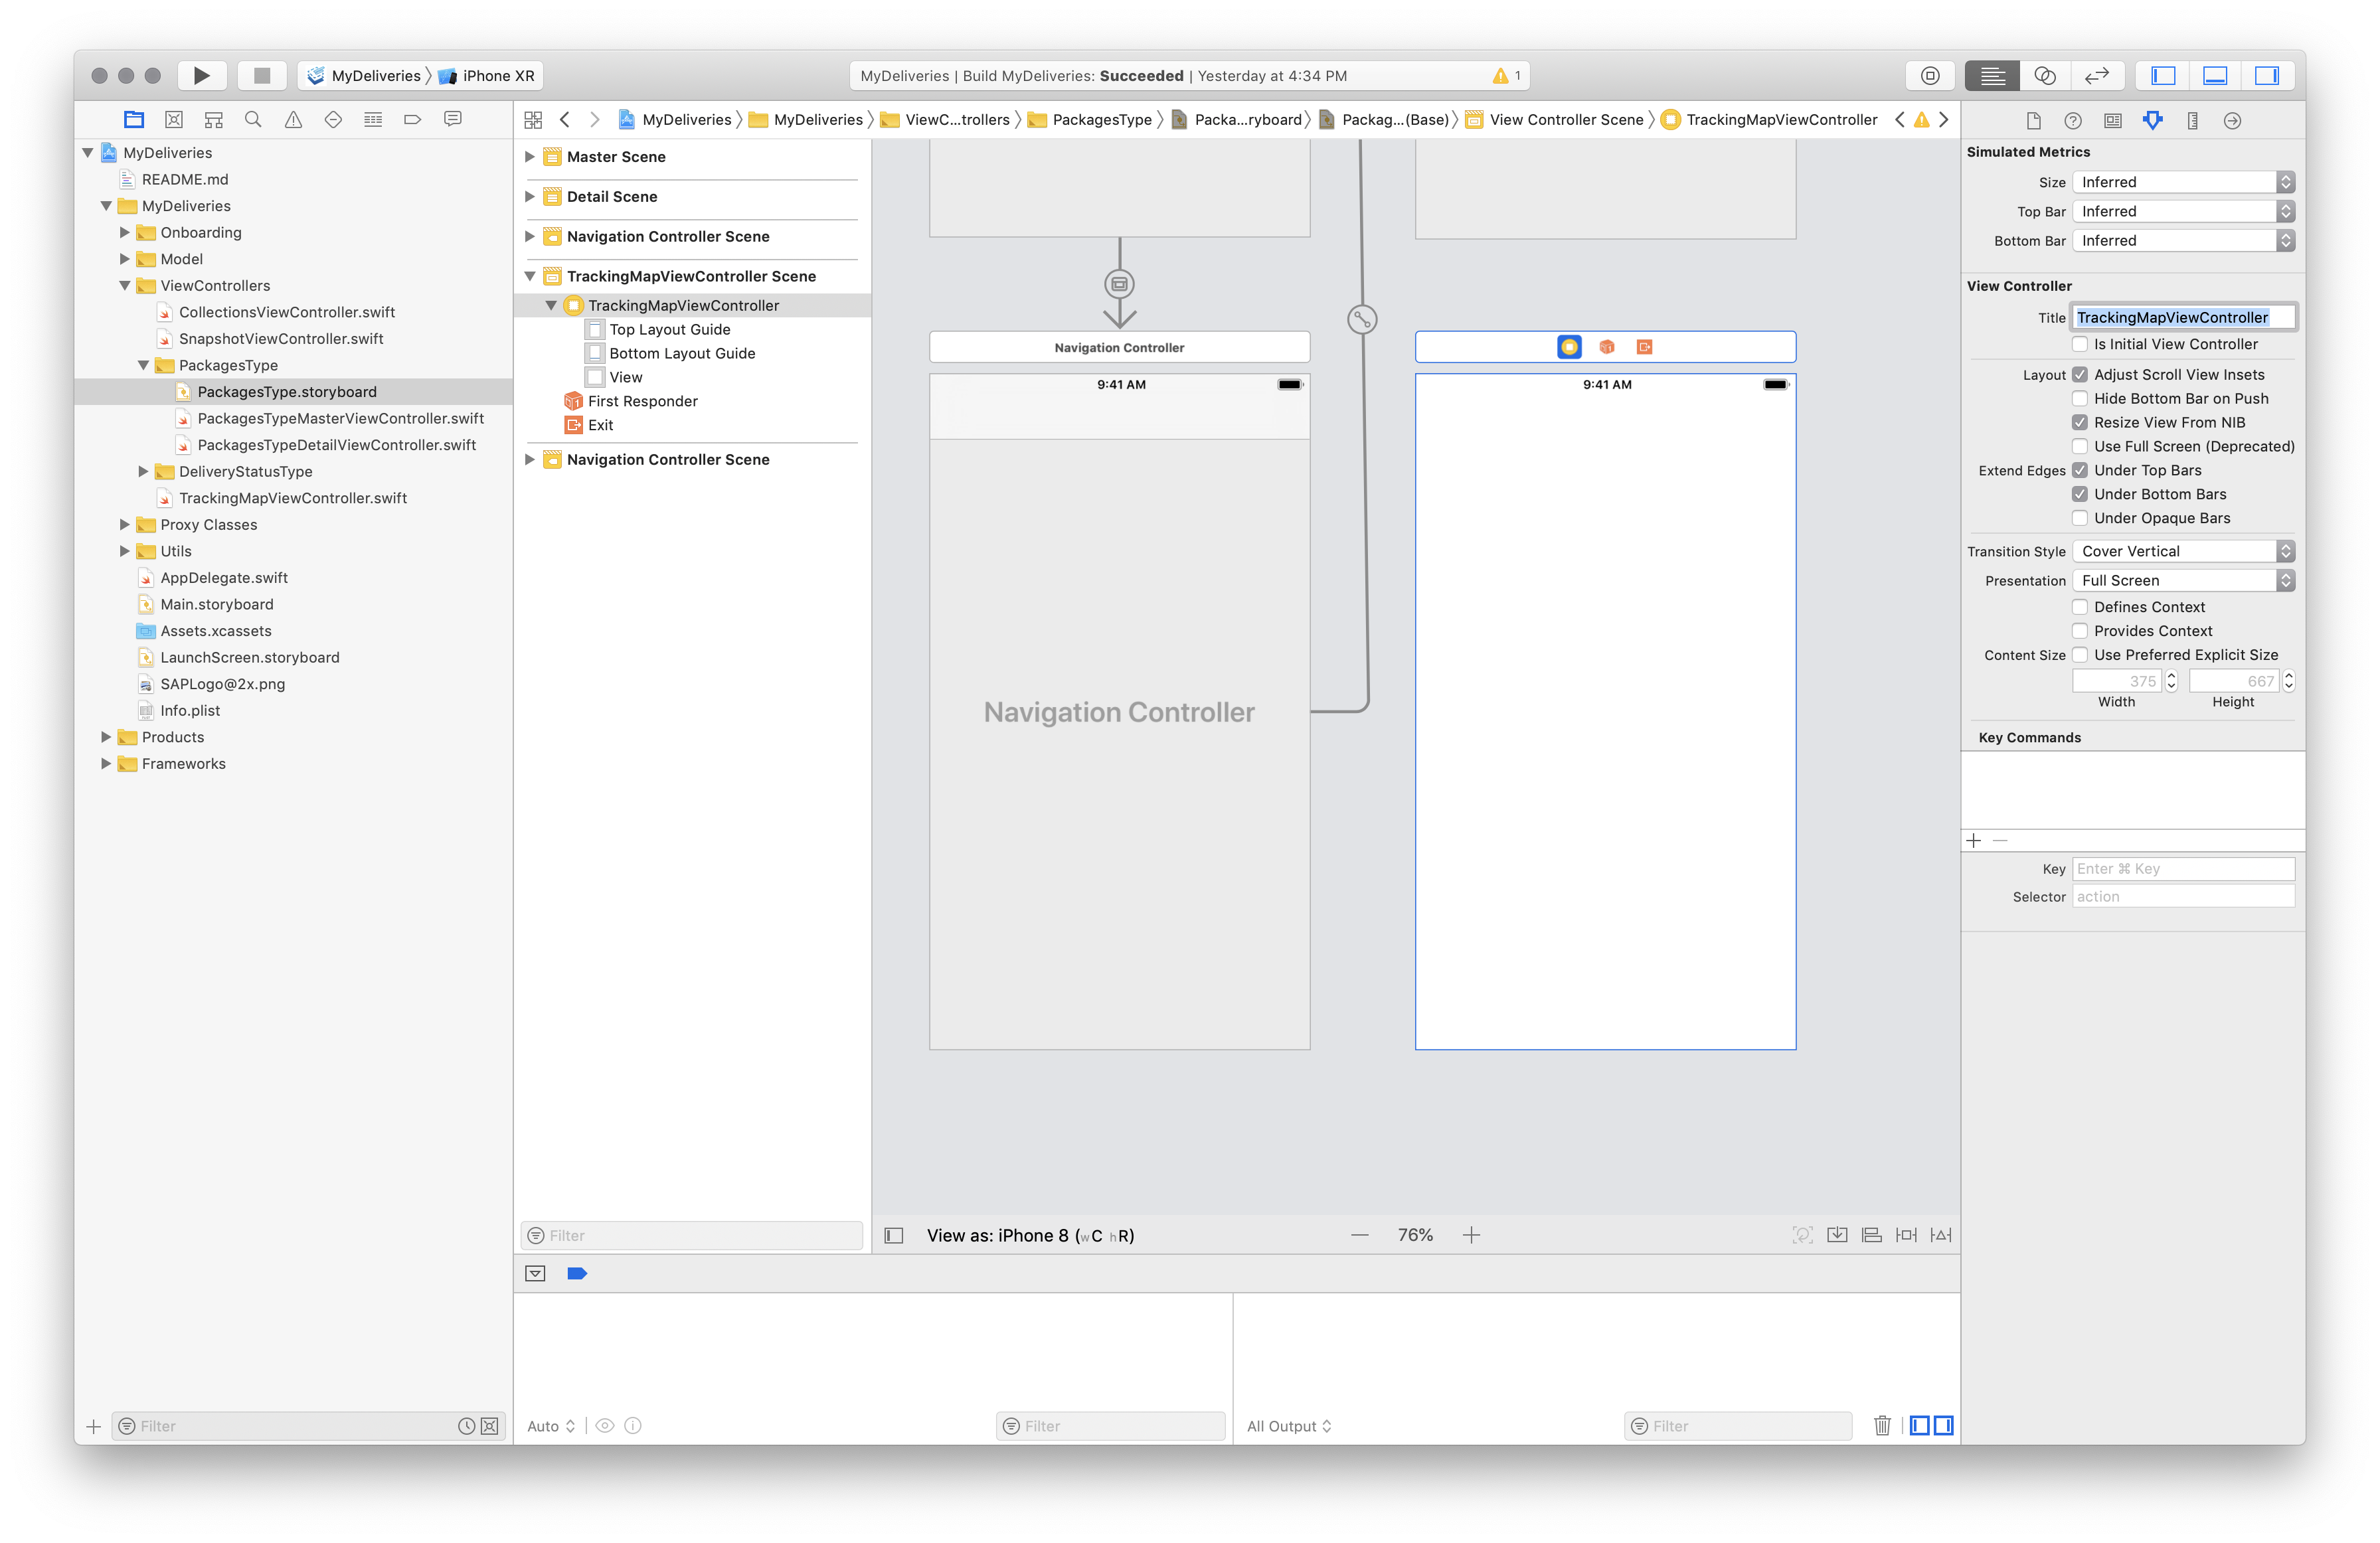 MyDeliveries iPhone XR
MyDeliveries | Build MyDeliveries: Succeeded | Yesterday at 4:34 PM 1
MyDeliveries
README.md
MyDeliveries
Onboarding
Model
ViewControllers
CollectionsViewController.swift
SnapshotViewController.swift
PackagesType
PackagesType.storyboard
PackagesTypeMasterViewController.swift
PackagesTypeDetailViewController.swift
DeliveryStatusType
TrackingMapViewController.swift
Proxy Classes
Utils
AppDelegate.swift
Main.storyboard
Assets.xcassets
LaunchScreen.storyboard
SAPLogo@2x.png
Info.plist
Products
Frameworks
Filter
MyDeliveries MyDeliveries ViewC...trollers PackagesType Packa...ryboard Packag...(Base) View Controller Scene TrackingMapViewController
Master Scene
Detail Scene
Navigation Controller Scene
TrackingMapViewController Scene
TrackingMapViewController
Top Layout Guide
Bottom Layout Guide
View
First Responder
Exit
Navigation Controller Scene
Filter
Navigation Controller
9:41 AM
Navigation Controller
9:41 AM
View as: iPhone 8 (wC hR)
76%
Auto
Filter
All Output
Filter
Simulated Metrics
Size Inferred
Top Bar Inferred
Bottom Bar Inferred
View Controller
Title TrackingMapViewController
Is Initial View Controller
Layout Adjust Scroll View Insets
Hide Bottom Bar on Push
Resize View From NIB
Use Full Screen (Deprecated)
Extend Edges Under Top Bars
Under Bottom Bars
Under Opaque Bars
Transition Style Cover Vertical
Presentation Full Screen
Defines Context
Provides Context
Content Size Use Preferred Explicit Size
375 667
Width Height
Key Commands
Key Enter ⌘ Key
Selector action